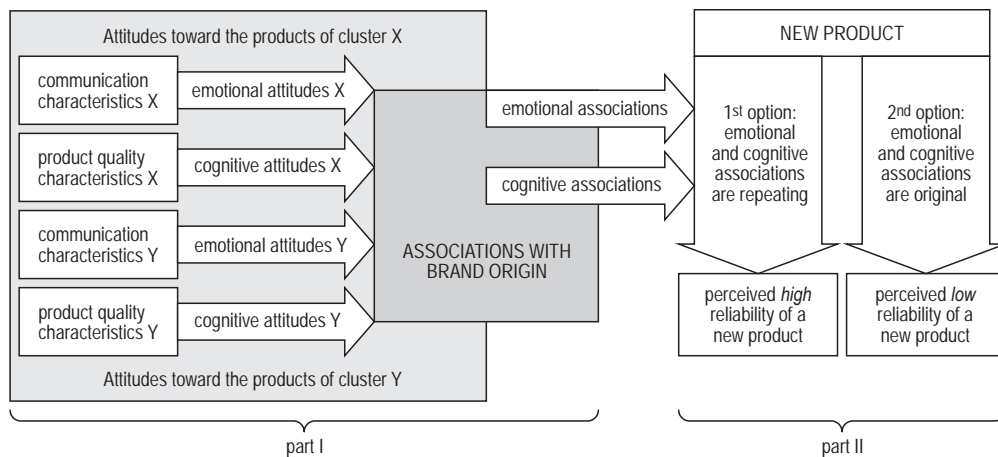 Attitudes toward the products of cluster X
communication
characteristics X
emotional attitudes X
product quality
characteristics X
cognitive attitudes X
communication
characteristics Y
emotional attitudes Y
product quality
characteristics Y
cognitive attitudes Y
Attitudes toward the products of cluster Y
ASSOCIATIONS WITH
BRAND ORIGIN
emotional associations
cognitive associations
part I
NEW PRODUCT
1st option:
emotional
and cognitive
associations
are repeating
2nd option:
emotional
and cognitive
associations
are original
perceived high
reliability of a
new product
perceived low
reliability of a
new product
part II